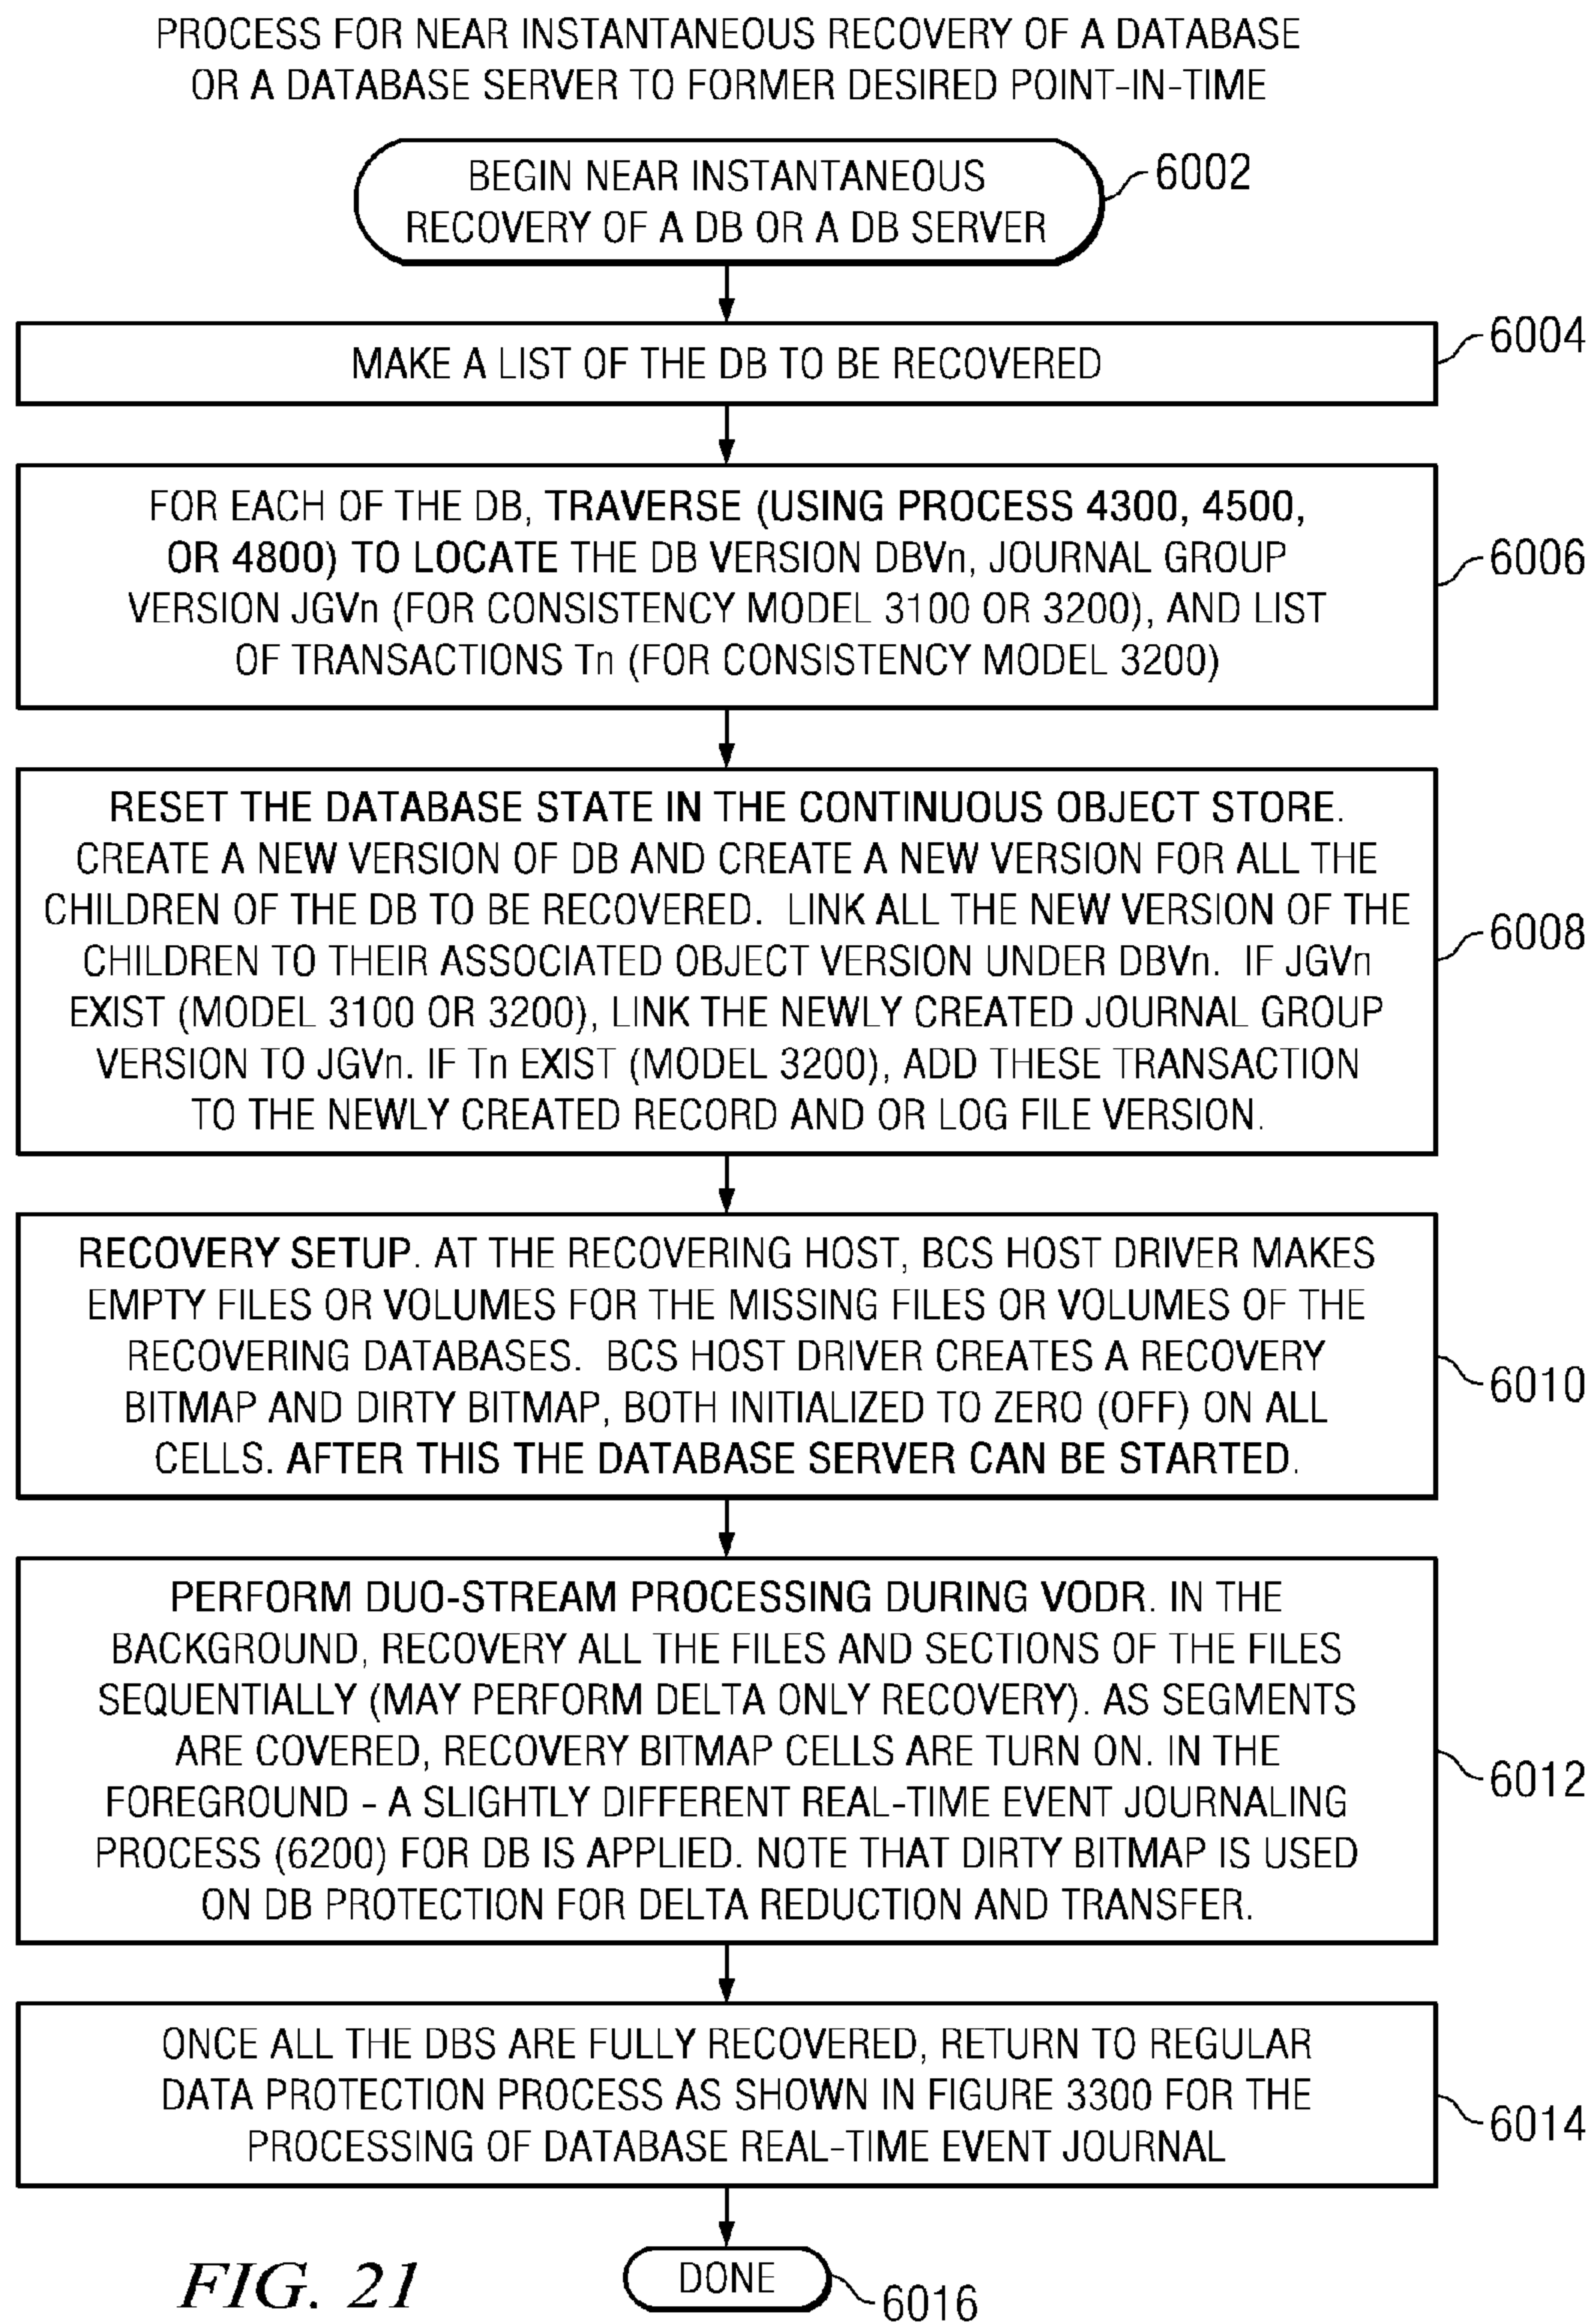 PROCESS FOR NEAR INSTANTANEOUS RECOVERY OF A DATABASE
OR A DATABASE SERVER TO FORMER DESIRED POINT-IN-TIME
BEGIN NEAR INSTANTANEOUS
RECOVERY OF A DB OR A DB SERVER
6002
MAKE A LIST OF THE DB TO BE RECOVERED
6004
FOR EACH OF THE DB, TRAVERSE (USING PROCESS 4300, 4500,
OR 4800) TO LOCATE THE DB VERSION DBVn, JOURNAL GROUP
VERSION JGVn (FOR CONSISTENCY MODEL 3100 OR 3200), AND LIST
OF TRANSACTIONS Tn (FOR CONSISTENCY MODEL 3200)
6006
RESET THE DATABASE STATE IN THE CONTINUOUS OBJECT STORE.
CREATE A NEW VERSION OF DB AND CREATE A NEW VERSION FOR ALL THE
CHILDREN OF THE DB TO BE RECOVERED. LINK ALL THE NEW VERSION OF THE
CHILDREN TO THEIR ASSOCIATED OBJECT VERSION UNDER DBVn. IF JGVn
EXIST (MODEL 3100 OR 3200), LINK THE NEWLY CREATED JOURNAL GROUP
VERSION TO JGVn. IF Tn EXIST (MODEL 3200), ADD THESE TRANSACTION
TO THE NEWLY CREATED RECORD AND OR LOG FILE VERSION.
6008
RECOVERY SETUP. AT THE RECOVERING HOST, BCS HOST DRIVER MAKES
EMPTY FILES OR VOLUMES FOR THE MISSING FILES OR VOLUMES OF THE
RECOVERING DATABASES. BCS HOST DRIVER CREATES A RECOVERY
BITMAP AND DIRTY BITMAP, BOTH INITIALIZED TO ZERO (OFF) ON ALL
CELLS. AFTER THIS THE DATABASE SERVER CAN BE STARTED.
6010
PERFORM DUO-STREAM PROCESSING DURING VODR. IN THE
BACKGROUND, RECOVERY ALL THE FILES AND SECTIONS OF THE FILES
SEQUENTIALLY (MAY PERFORM DELTA ONLY RECOVERY). AS SEGMENTS
ARE COVERED, RECOVERY BITMAP CELLS ARE TURN ON. IN THE
FOREGROUND - A SLIGHTLY DIFFERENT REAL-TIME EVENT JOURNALING
PROCESS (6200) FOR DB IS APPLIED. NOTE THAT DIRTY BITMAP IS USED
ON DB PROTECTION FOR DELTA REDUCTION AND TRANSFER.
6012
ONCE ALL THE DBS ARE FULLY RECOVERED, RETURN TO REGULAR
DATA PROTECTION PROCESS AS SHOWN IN FIGURE 3300 FOR THE
PROCESSING OF DATABASE REAL-TIME EVENT JOURNAL
6014
DONE
6016
FIG. 21